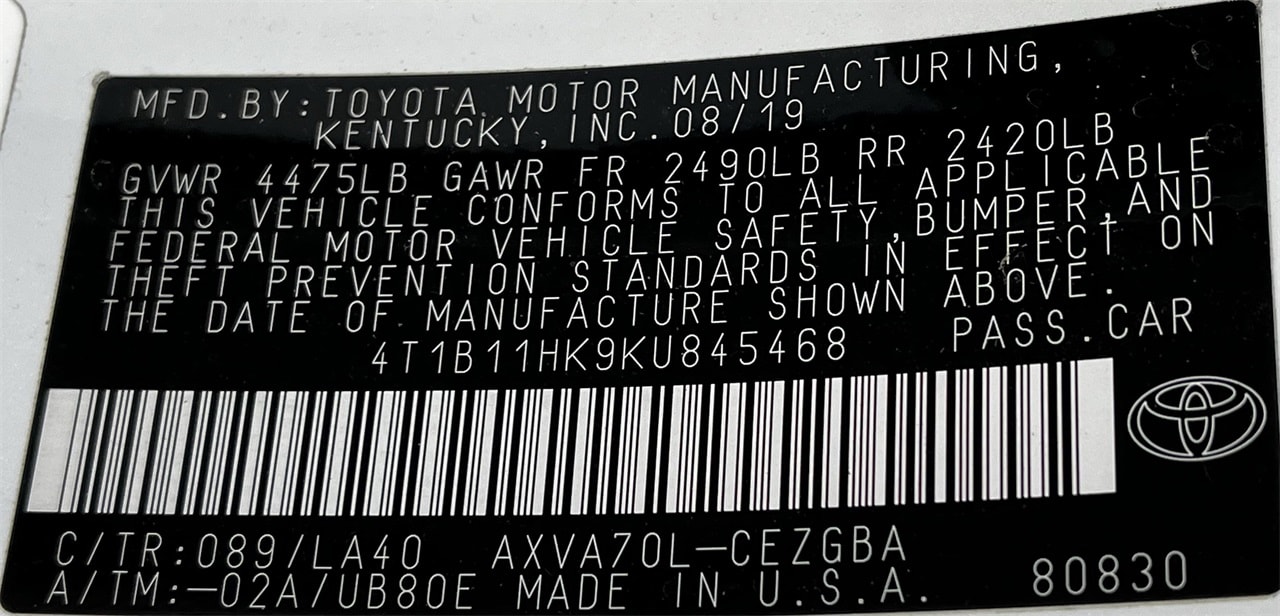 MFD.BY:TOYOTA MOTOR MANUFACTURING,
KENTUCKY, INC.08/19
GVWR 4475LB GAWR FR 2490LB RR 2420LB
THIS VEHICLE CONFORMS TO ALL APPLICABLE
FEDERAL MOTOR VEHICLE SAFETY,BUMPER,AND
THEFT PREVENTION STANDARDS IN EFFECT ON
THE DATE OF MANUFACTURE SHOWN ABOVE.
4T1B11HK9KU845468 PASS.CAR
C/TR:089/LA40 AXVA70L-CEZGBA
A/TM:-02A/UB80E MADE IN U.S.A. 80830